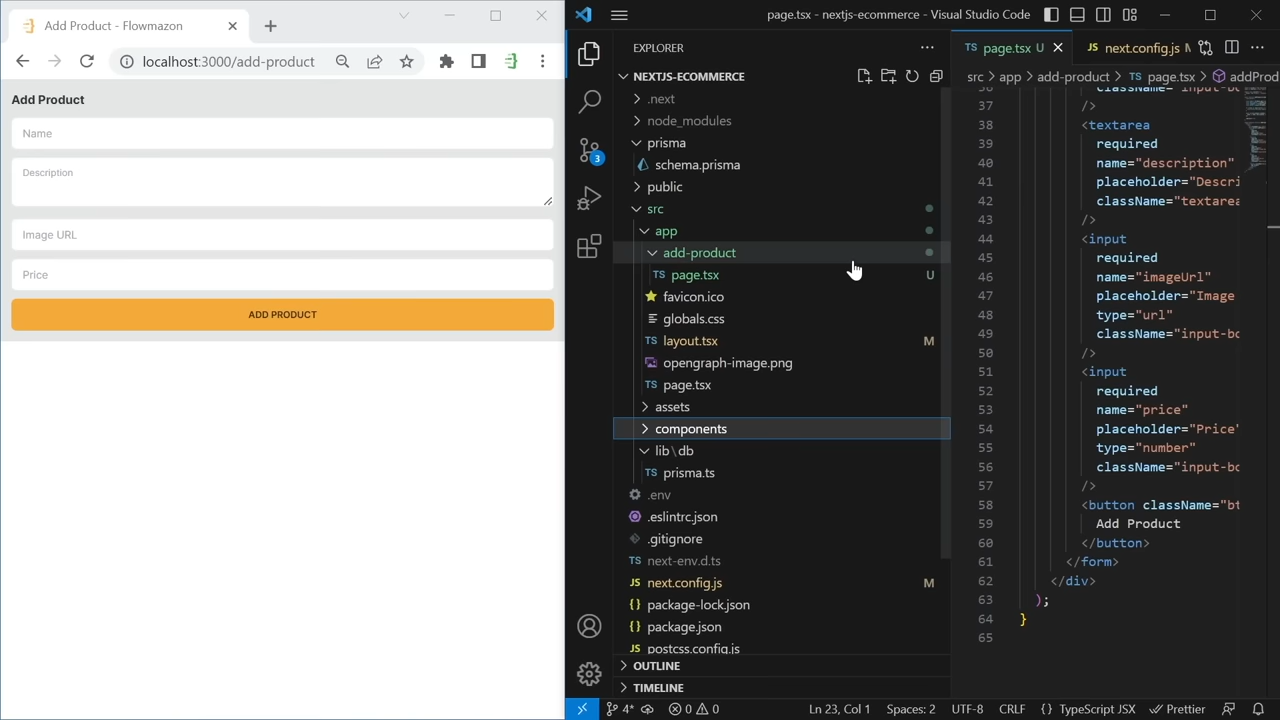 Add Product - Flowmazon
localhost:3000/add-product
Add Product
Name
Description
Image URL
Price
ADD PRODUCT
page.tsx - nextjs-ecommerce - Visual Studio Code
EXPLORER
NEXTJS-ECOMMERCE
.next
node_modules
prisma
schema.prisma
public
src
app
add-product
page.tsx U
favicon.ico
globals.css
layout.tsx M
opengraph-image.png
page.tsx
assets
components
lib\db
prisma.ts
.env
.eslintrc.json
.gitignore
next-env.d.ts
next.config.js M
package-lock.json
package.json
postcss.config.js
OUTLINE
TIMELINE
3
TS page.tsx U
JS next.config.js M
src > app > add-product > TS page.tsx > addProd
36 className="input-bo
37 />
38 <textarea
39 required
40 name="description"
41 placeholder="Descri
42 className="textarea
43 />
44 <input
45 required
46 name="imageUrl"
47 placeholder="Image
48 type="url"
49 className="input-bo
50 />
51 <input
52 required
53 name="price"
54 placeholder="Price"
55 type="number"
56 className="input-bo
57 />
58 <button className="bt
59 Add Product
60 </button>
61 </form>
62 </div>
63 );
64 }
65
4* 0 0 Ln 23, Col 1 Spaces: 2 UTF-8 CRLF {} TypeScript JSX Prettier